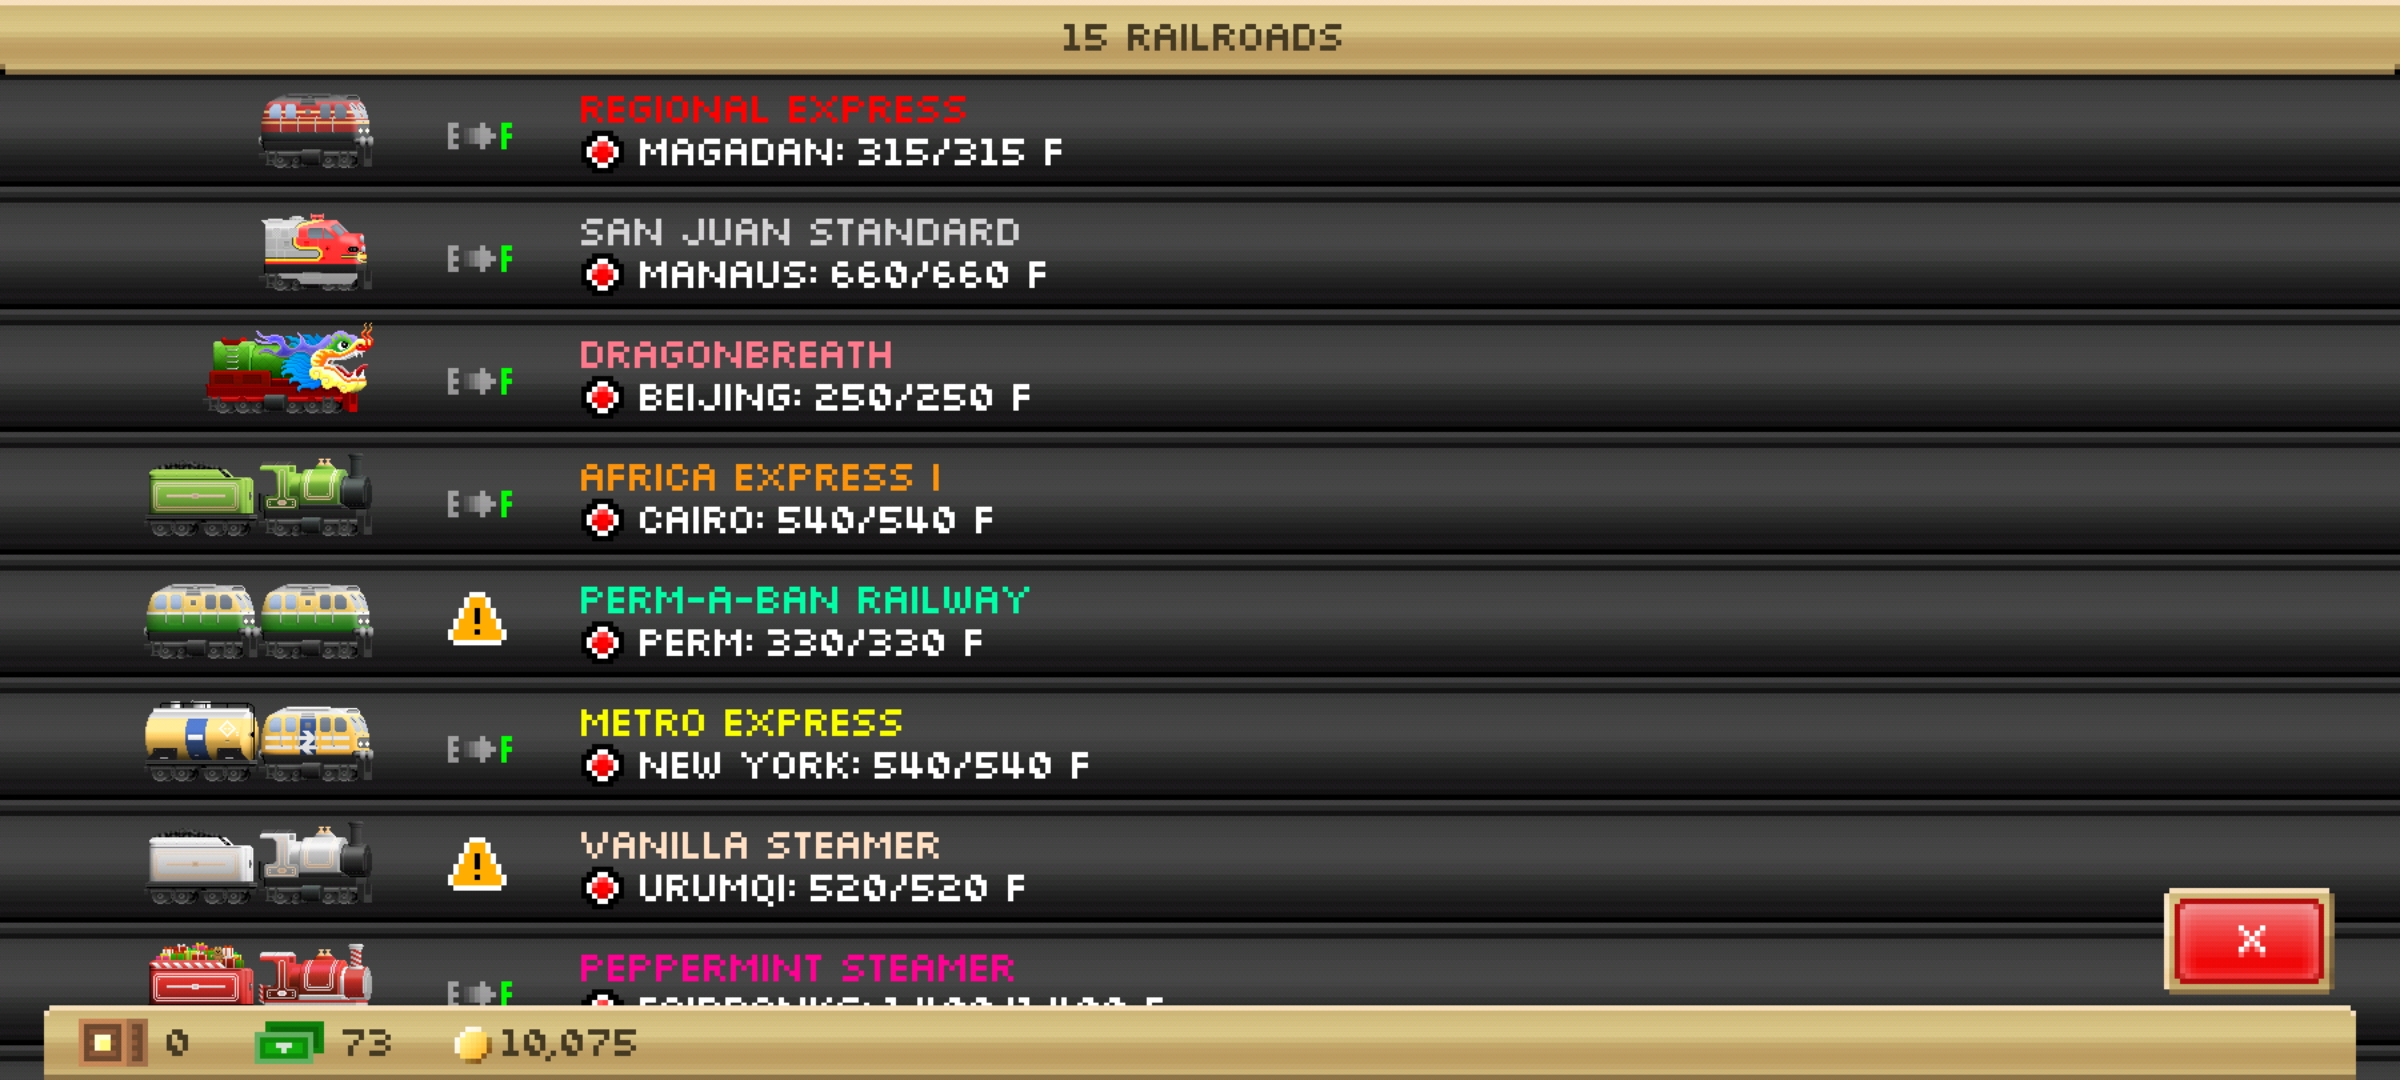 15 RAILROADS
REGIONAL EXPRESS
E F MAGADAN: 315/315 F
SAN JUAN STANDARD
E F MANAUS: 660/660 F
DRAGONBREATH
E F BEIJING: 250/250 F
AFRICA EXPRESS I
E F CAIRO: 540/540 F
PERM-A-BAN RAILWAY
! PERM: 330/330 F
METRO EXPRESS
E F NEW YORK: 540/540 F
VANILLA STEAMER
! URUMQI: 520/520 F
PEPPERMINT STEAMER
E F
X
0 73 10,075